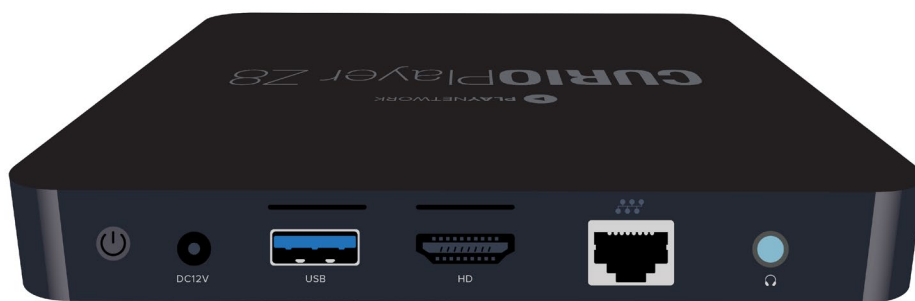 CURIOPlayer Z8
PLAYNETWORK
DC12V
USB
HD